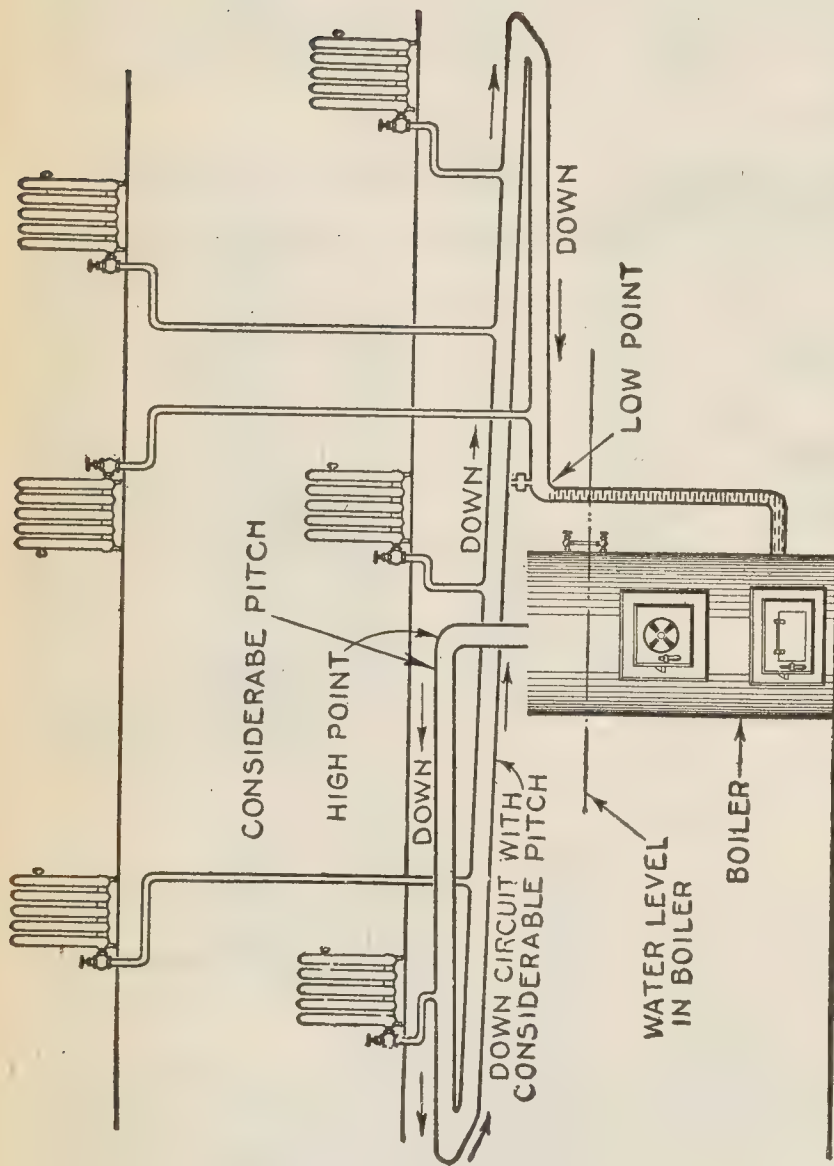 CONSIDERABE PITCH
HIGH POINT
DOWN
DOWN
DOWN
LOW POINT
DOWN CIRCUIT WITH
CONSIDERABLE PITCH
WATER LEVEL
IN BOILER
BOILER